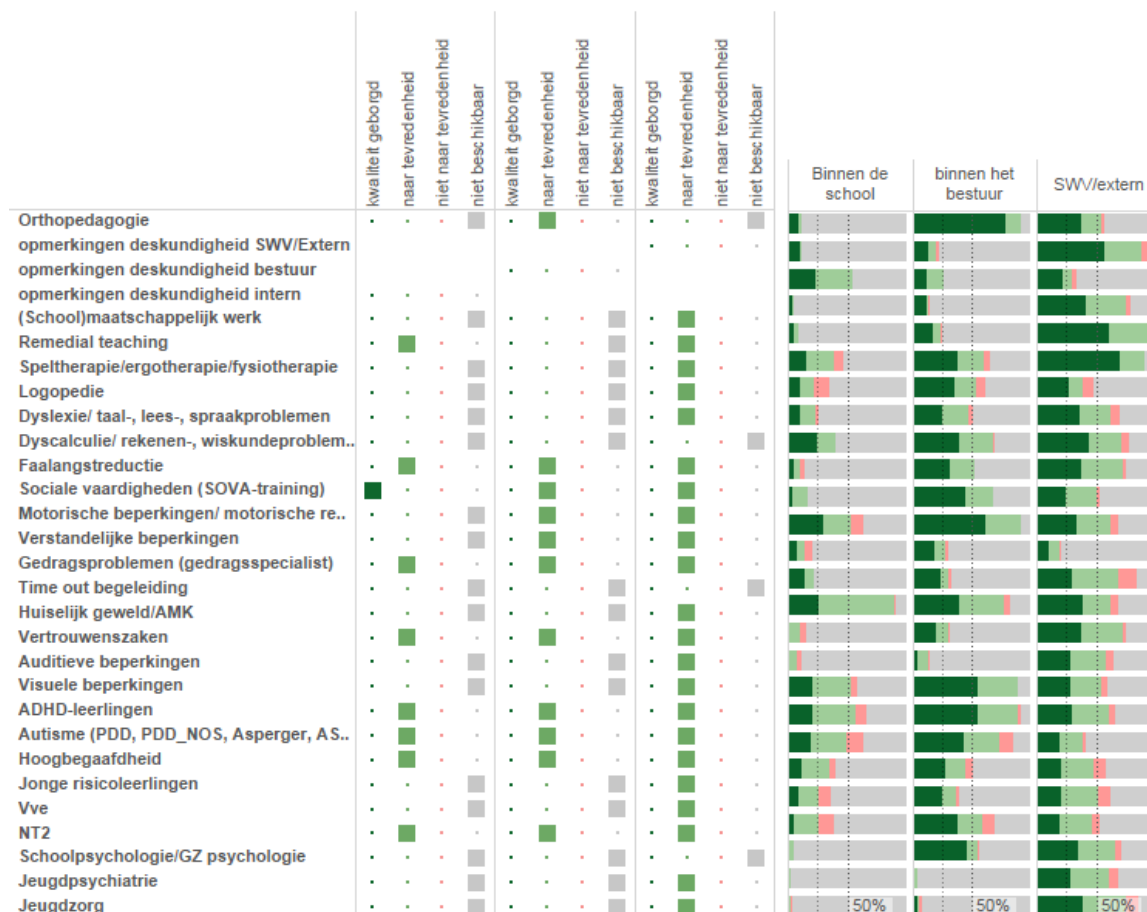 kwaliteit geborgd
naar tevredenheid
niet naar tevredenheid
niet beschikbaar
kwaliteit geborgd
naar tevredenheid
niet naar tevredenheid
niet beschikbaar
kwaliteit geborgd
naar tevredenheid
niet naar tevredenheid
niet beschikbaar
Binnen de
school
binnen het
bestuur
SWV/extern
Orthopedagogie
opmerkingen deskundigheid SWV/Extern
opmerkingen deskundigheid bestuur
opmerkingen deskundigheid intern
(School)maatschappelijk werk
Remedial teaching
Speltherapie/ergotherapie/fysiotherapie
Logopedie
Dyslexie/ taal-, lees-, spraakproblemen
Dyscalculie/ rekenen-, wiskundeproblem..
Faalangstreductie
Sociale vaardigheden (SOVA-training)
Motorische beperkingen/ motorische re..
Verstandelijke beperkingen
Gedragsproblemen (gedragsspecialist)
Time out begeleiding
Huiselijk geweld/AMK
Vertrouwenszaken
Auditieve beperkingen
Visuele beperkingen
ADHD-leerlingen
Autisme (PDD, PDD_NOS, Asperger, AS..
Hoogbegaafdheid
Jonge risicoleerlingen
Vve
NT2
Schoolpsychologie/GZ psychologie
Jeugdpsychiatrie
Jeugdzorg 50% 50% 50%